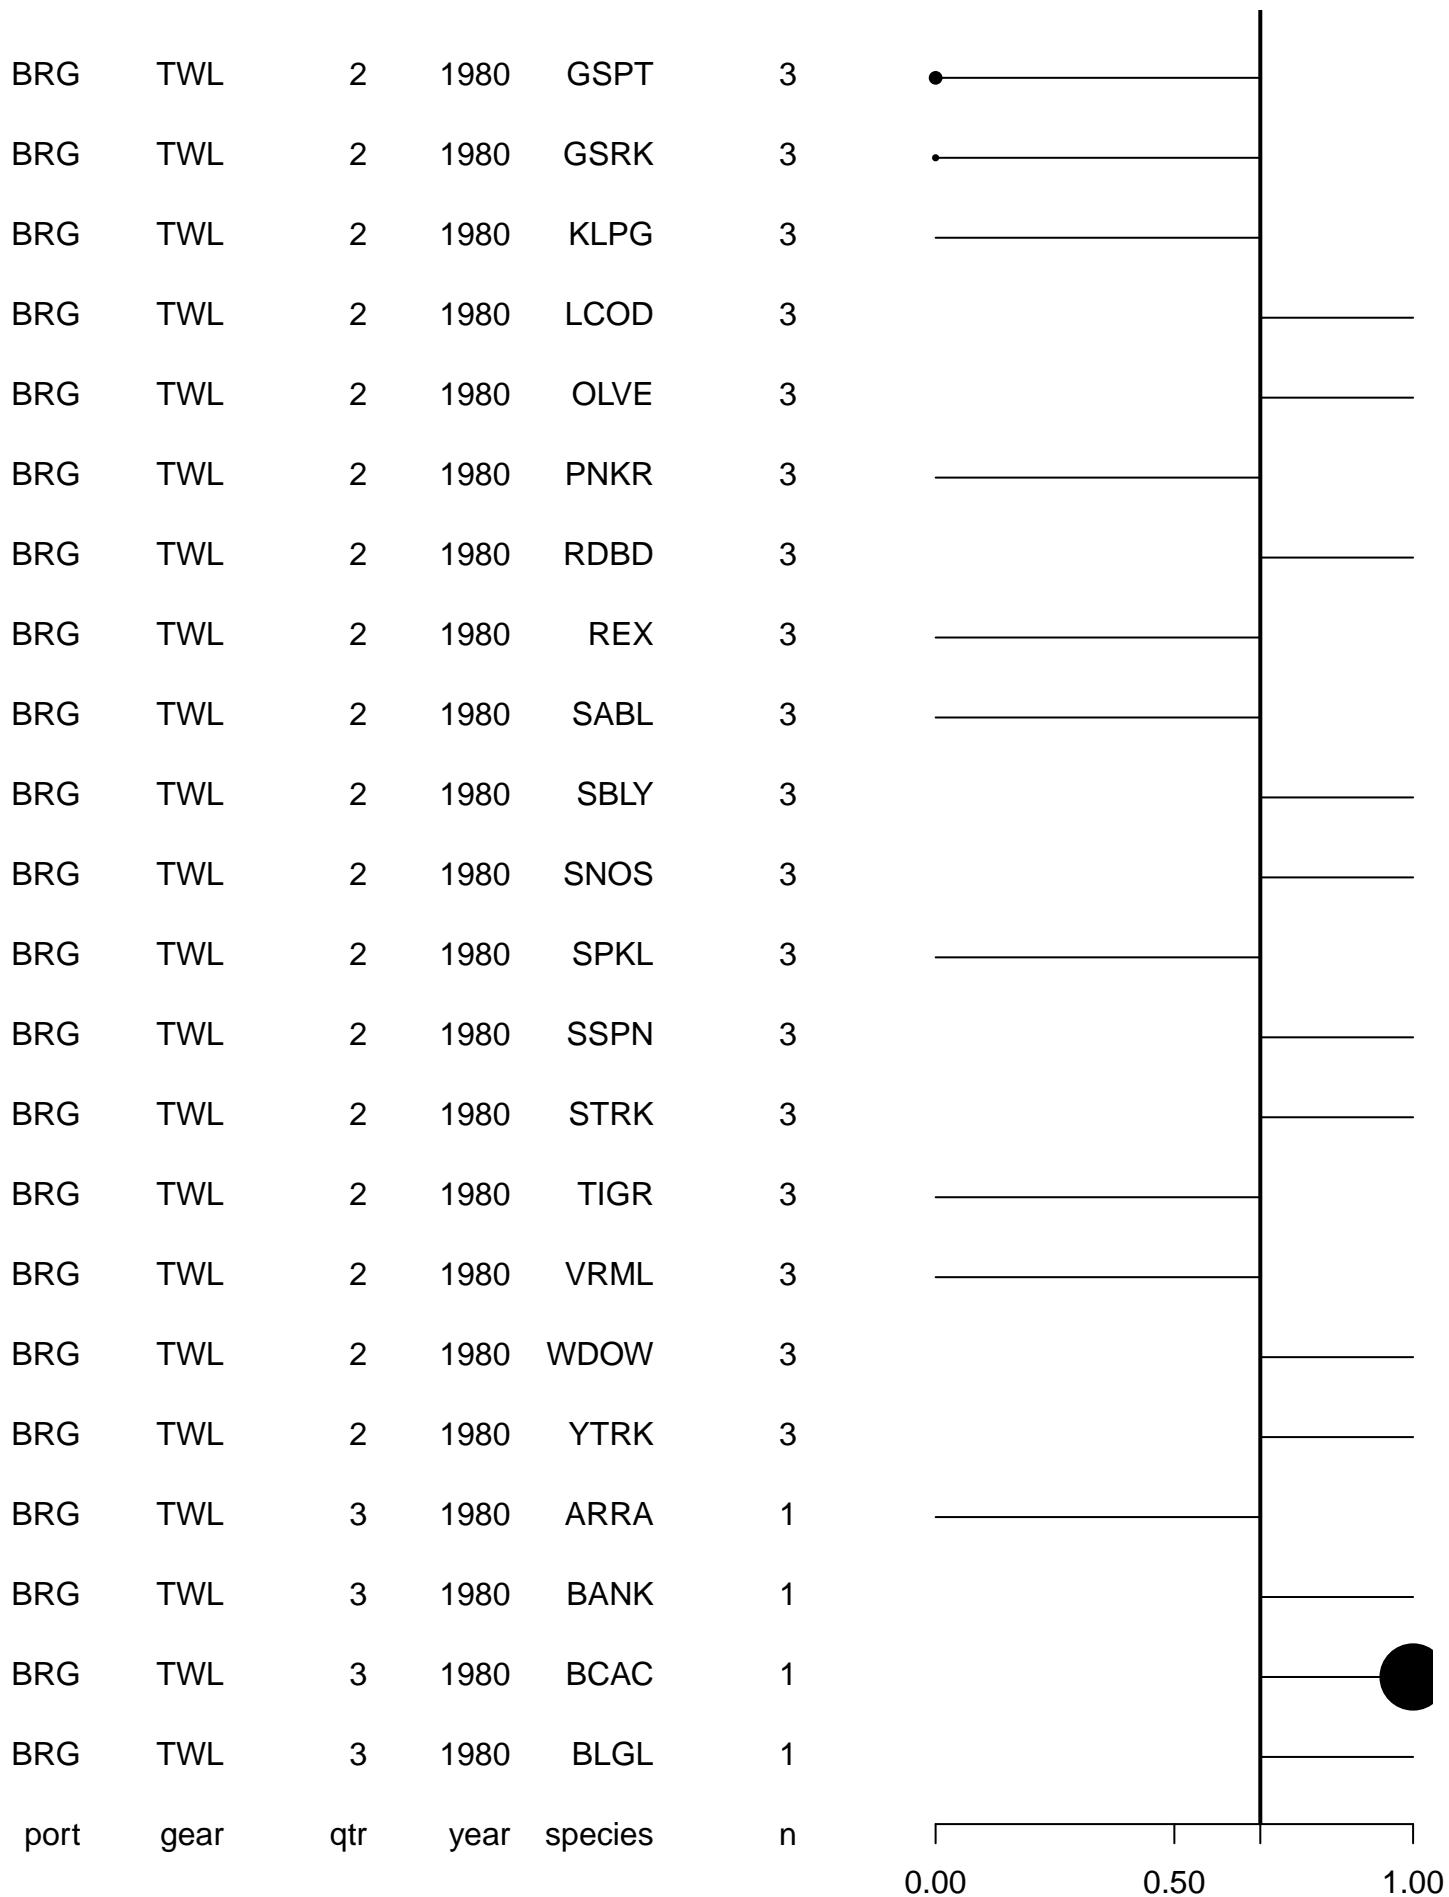 BRG TWL 2 1980 GSPT 3
BRG TWL 2 1980 GSRK 3
BRG TWL 2 1980 KLPG 3
BRG TWL 2 1980 LCOD 3
BRG TWL 2 1980 OLVE 3
BRG TWL 2 1980 PNKR 3
BRG TWL 2 1980 RDBD 3
BRG TWL 2 1980 REX 3
BRG TWL 2 1980 SABL 3
BRG TWL 2 1980 SBLY 3
BRG TWL 2 1980 SNOS 3
BRG TWL 2 1980 SPKL 3
BRG TWL 2 1980 SSPN 3
BRG TWL 2 1980 STRK 3
BRG TWL 2 1980 TIGR 3
BRG TWL 2 1980 VRML 3
BRG TWL 2 1980 WDOW 3
BRG TWL 2 1980 YTRK 3
BRG TWL 3 1980 ARRA 1
BRG TWL 3 1980 BANK 1
BRG TWL 3 1980 BCAC 1
BRG TWL 3 1980 BLGL 1
port gear qtr year species n
0.00 0.50 1.00